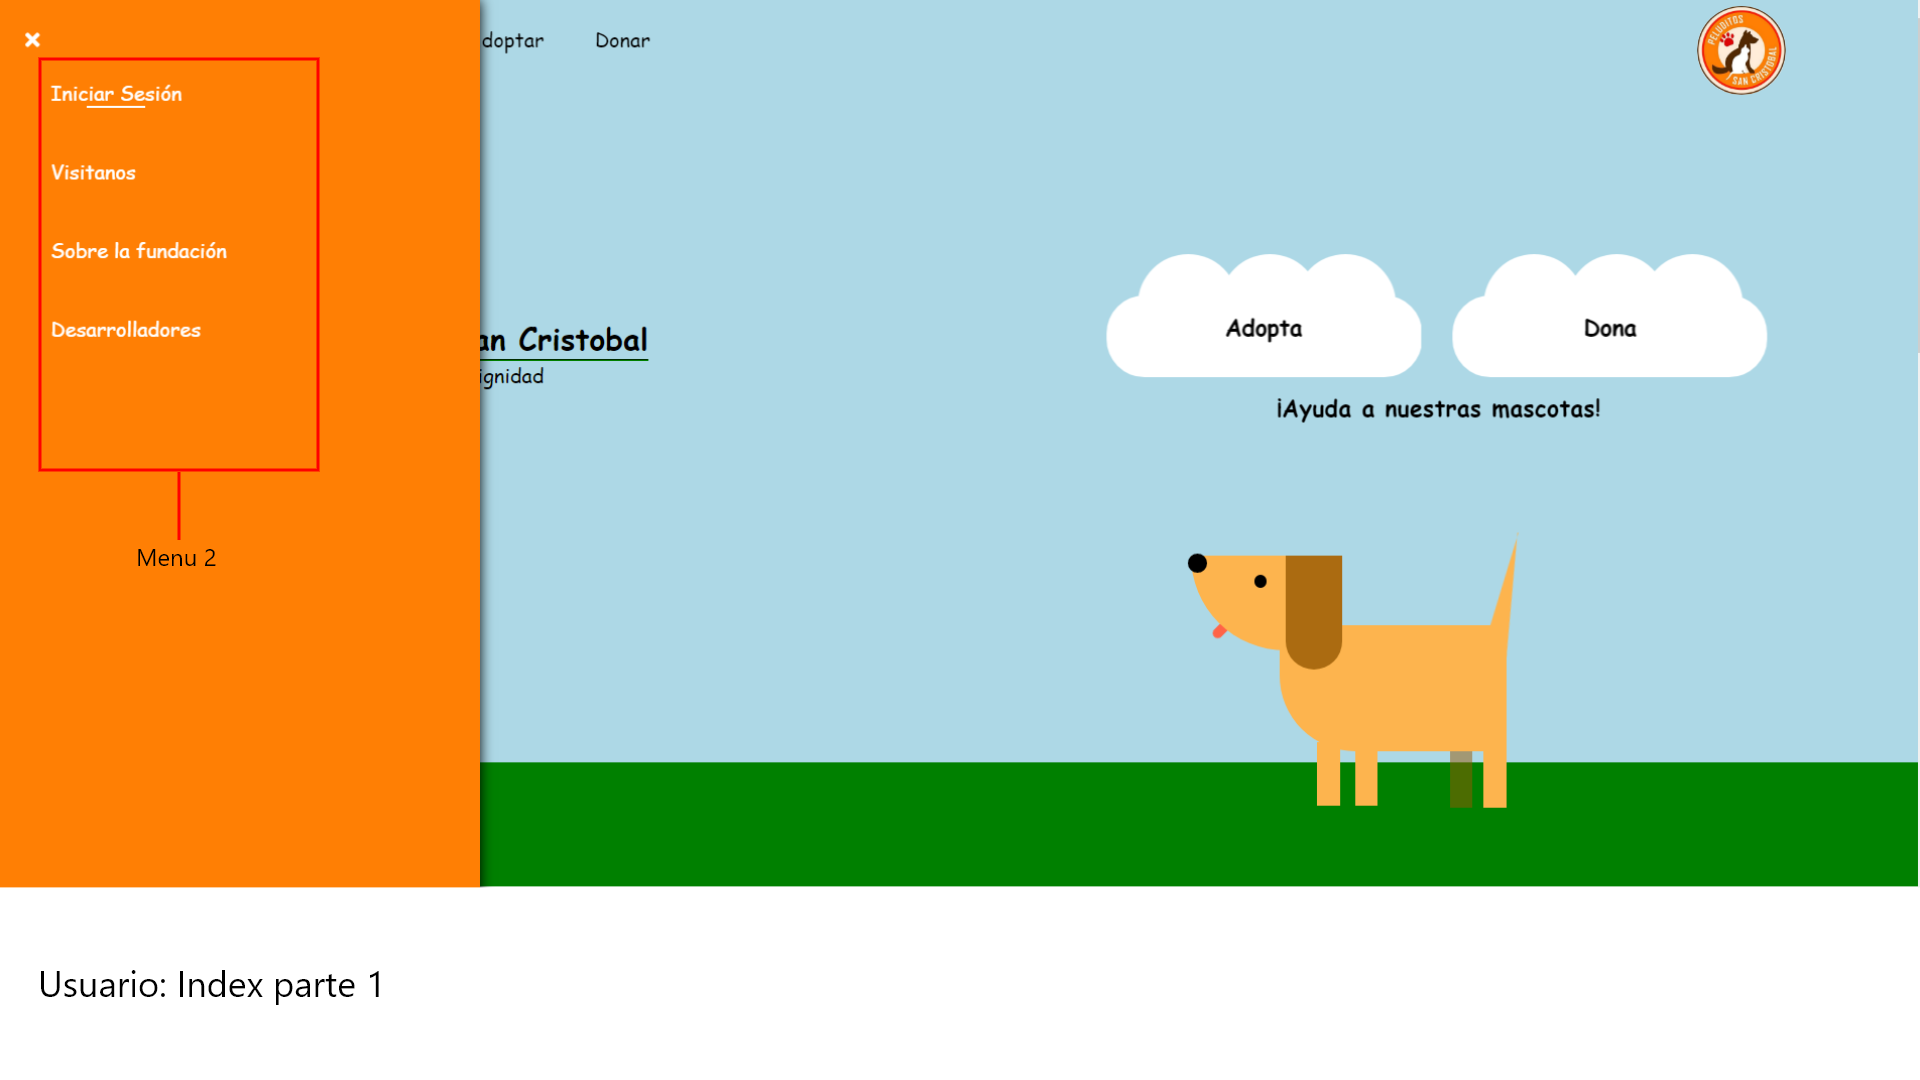 doptar
Donar
PELUDITOS
SAN CRISTOBAL
Iniciar Sesión
Visitanos
Sobre la fundación
Desarrolladores
an Cristobal
ignidad
Adopta
Dona
¡Ayuda a nuestras mascotas!
Menu 2
Usuario: Index parte 1